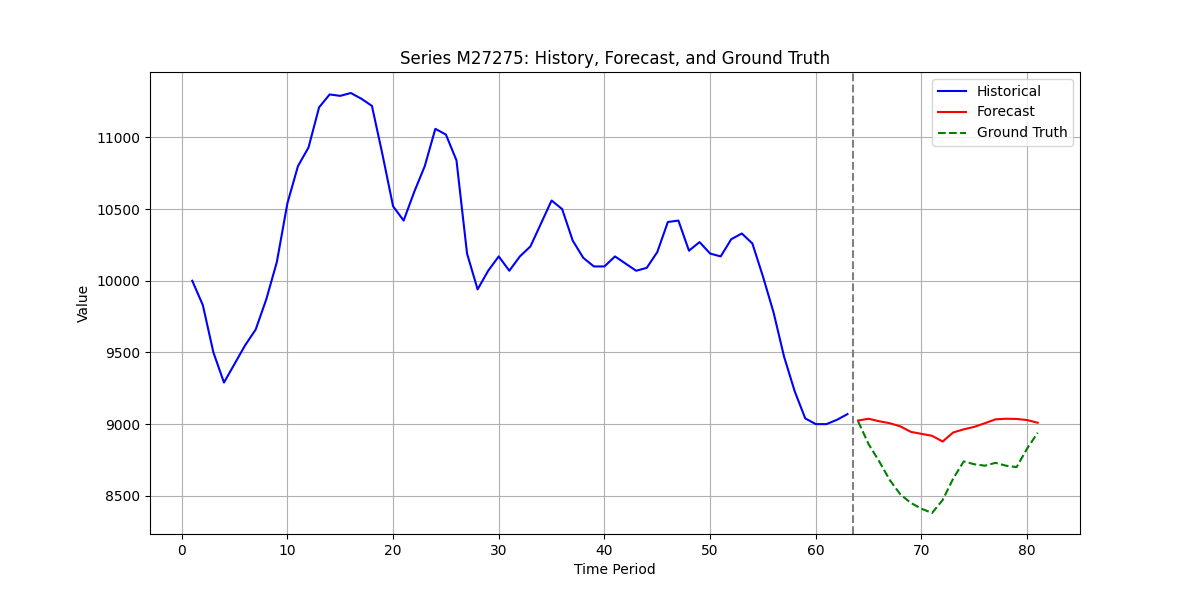 Series M27275: History, Forecast, and Ground Truth
Historical
Forecast
Ground Truth
Value
11000
10500
10000
9500
9000
8500
0 10 20 30 40 50 60 70 80
Time Period